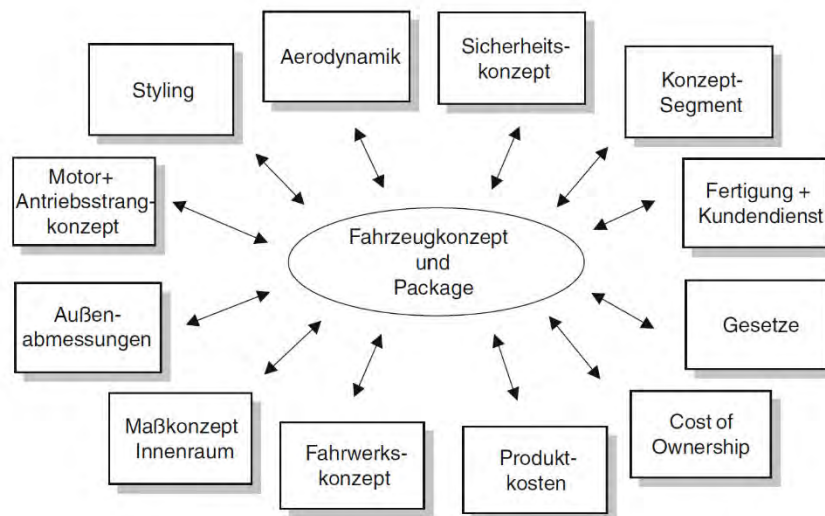 Styling
Aerodynamik
Sicherheits-
konzept
Konzept-
Segment
Motor+
Antriebsstrang-
konzept
Fahrzeugkonzept
und
Package
Fertigung +
Kundendienst
Außen-
abmessungen
Gesetze
Maßkonzept
Innenraum
Fahrwerks-
konzept
Produkt-
kosten
Cost of
Ownership